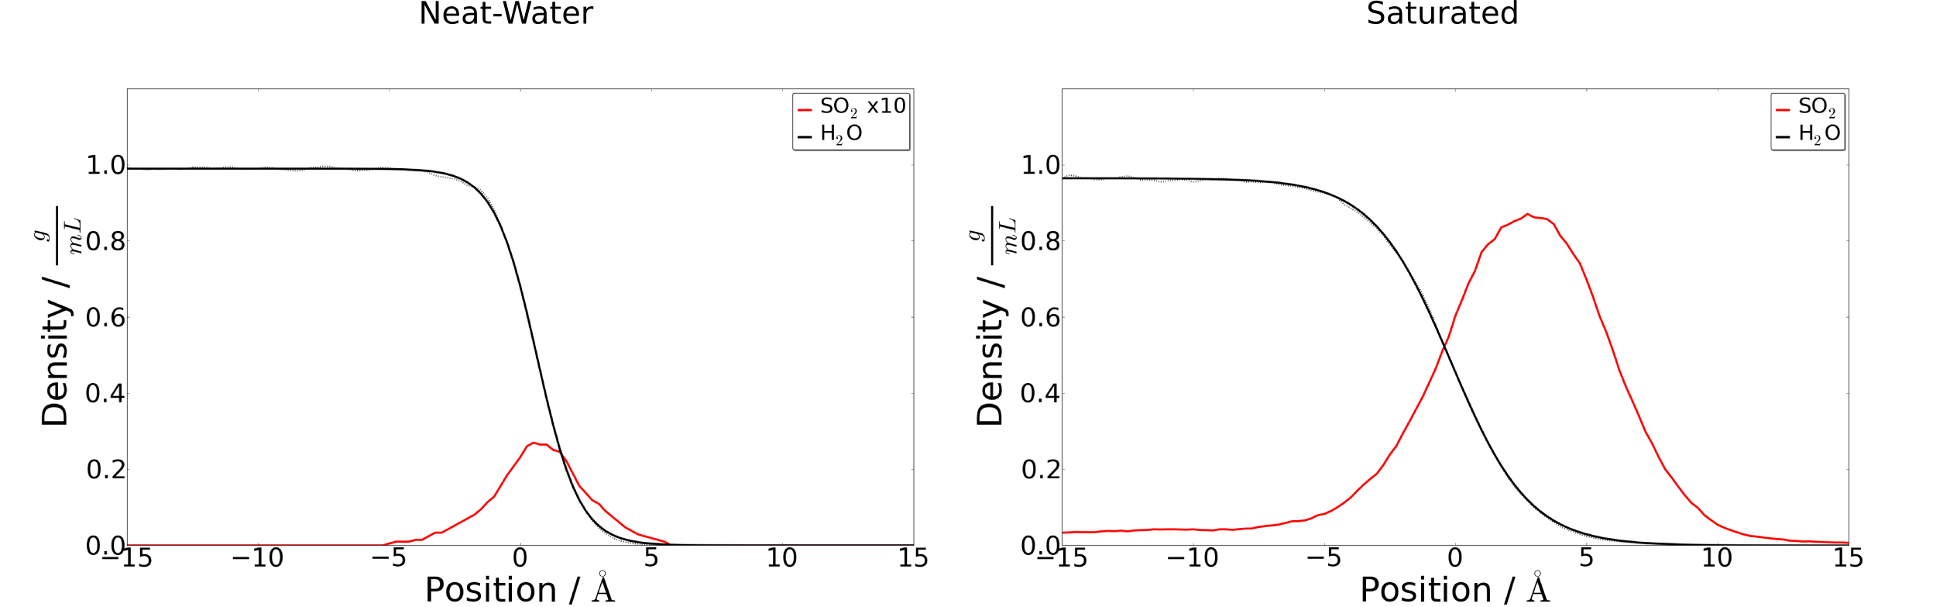 Neat-Water
SO₂ x10
H₂O
1.0
0.8
0.6
0.4
0.2
0.0
Density / g/mL
−15 −10 −5 0 5 10 15
Position / Å
Saturated
SO₂
H₂O
1.0
0.8
0.6
0.4
0.2
0.0
Density / g/mL
−15 −10 −5 0 5 10 15
Position / Å